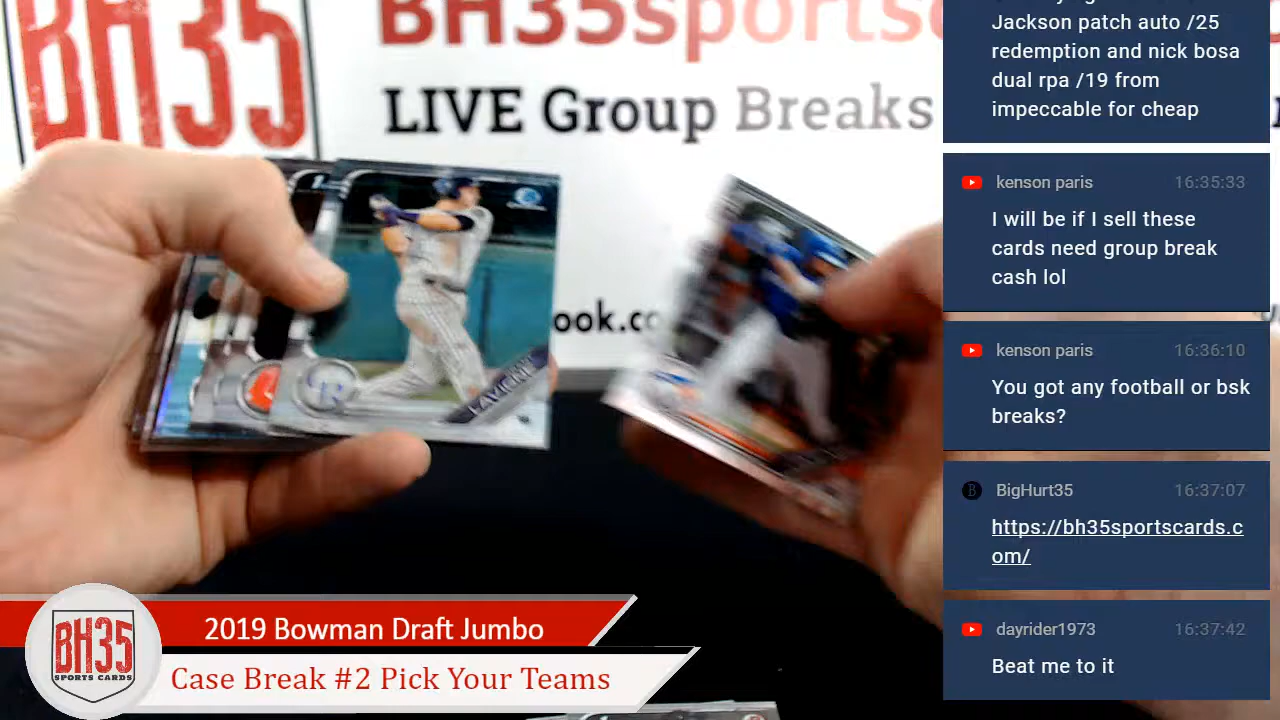 BH35
BH35sports
LIVE Group Breaks
ook.co
LAVIGNE
2019 Bowman Draft Jumbo
Case Break #2 Pick Your Teams
BH35
SPORTS CARDS
Jackson patch auto /25
redemption and nick bosa
dual rpa /19 from
impeccable for cheap
kenson paris 16:35:33
I will be if I sell these
cards need group break
cash lol
kenson paris 16:36:10
You got any football or bsk
breaks?
BigHurt35 16:37:07
https://bh35sportscards.c
om/
dayrider1973 16:37:42
Beat me to it